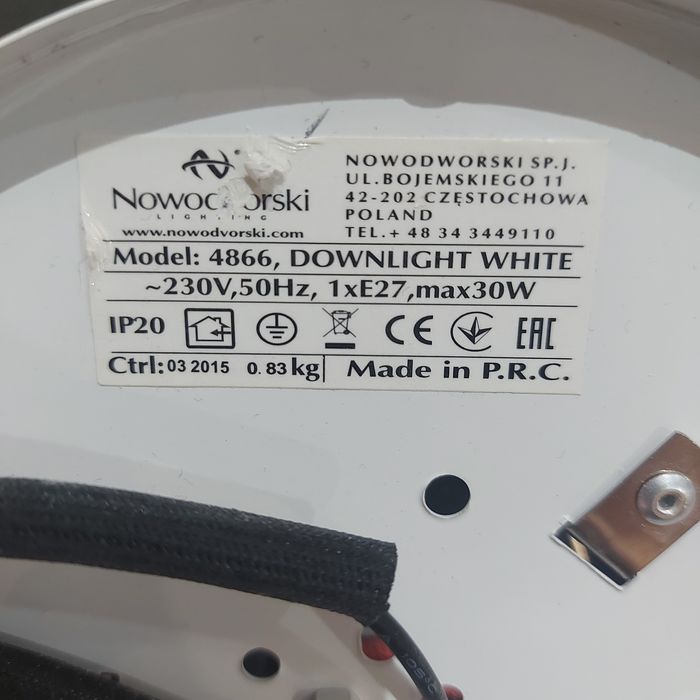 NOWODWORSKI SP.J.
UL.BOJEMSKIEGO 11
42-202 CZĘSTOCHOWA
POLAND
TEL.+ 48 34 3449110
LIGHTING
www.nowodvorski.com
Model: 4866, DOWNLIGHT WHITE
~230V,50Hz, 1xE27,max30W
IP20 CE EAC
Ctrl: 03 2015 0.83 kg Made in P.R.C.